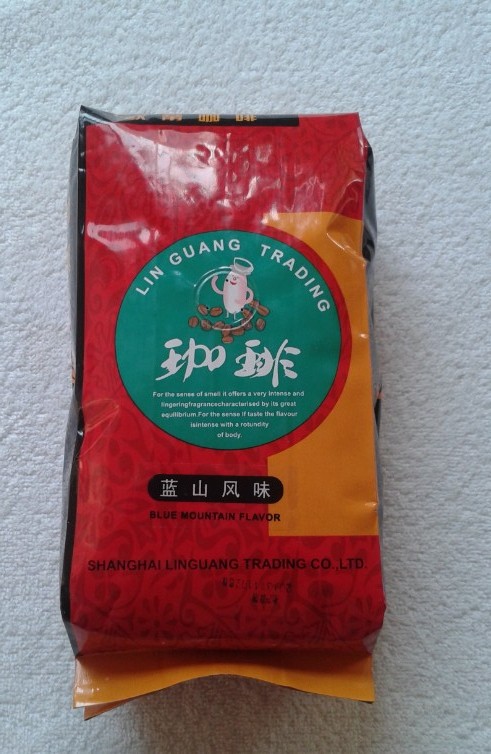 LIN GUANG TRADING
珈琲
For the sense of smell it offers a very intense and
lingeringfragrancecharacterised by its great
equilibrium.For the sense if taste the flavour
isintense with a rotundity
of body.
蓝山风味
BLUE MOUNTAIN FLAVOR
SHANGHAI LINGUANG TRADING CO.,LTD.